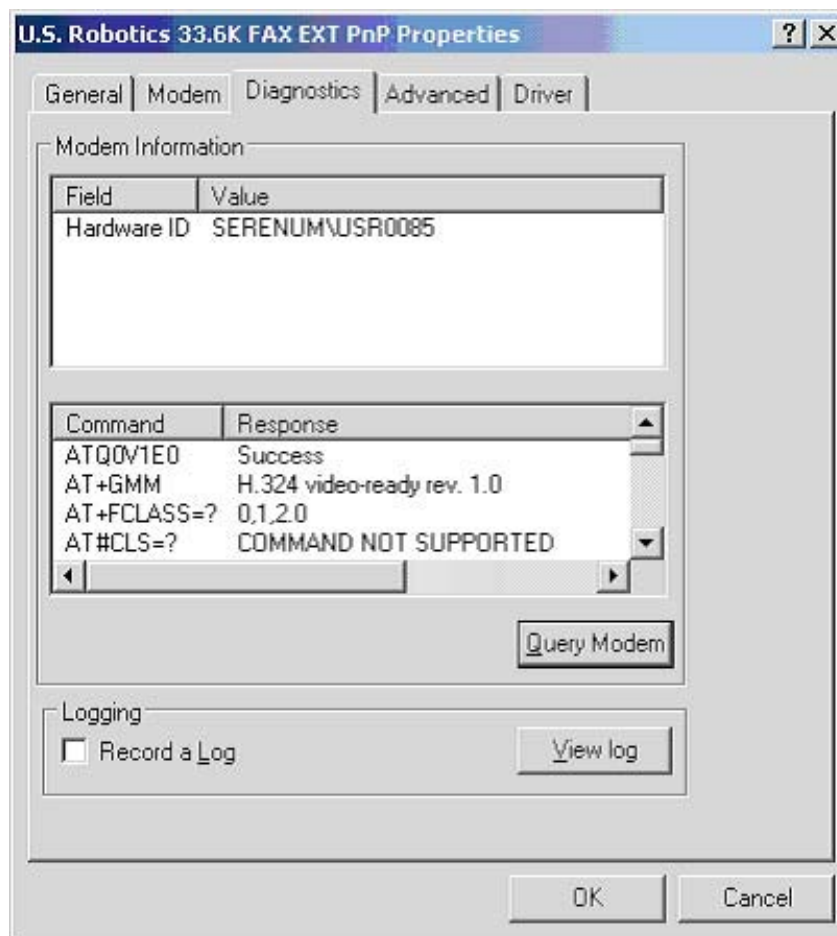 U.S. Robotics 33.6K FAX EXT PnP Properties
General Modem Diagnostics Advanced Driver
Modem Information
Field Value
Hardware ID SERENUM\USR0085
Command Response
ATQ0V1E0 Success
AT+GMM H.324 video-ready rev. 1.0
AT+FCLASS=? 0,1,2.0
AT#CLS=? COMMAND NOT SUPPORTED
Query Modem
Logging
Record a Log View log
OK Cancel